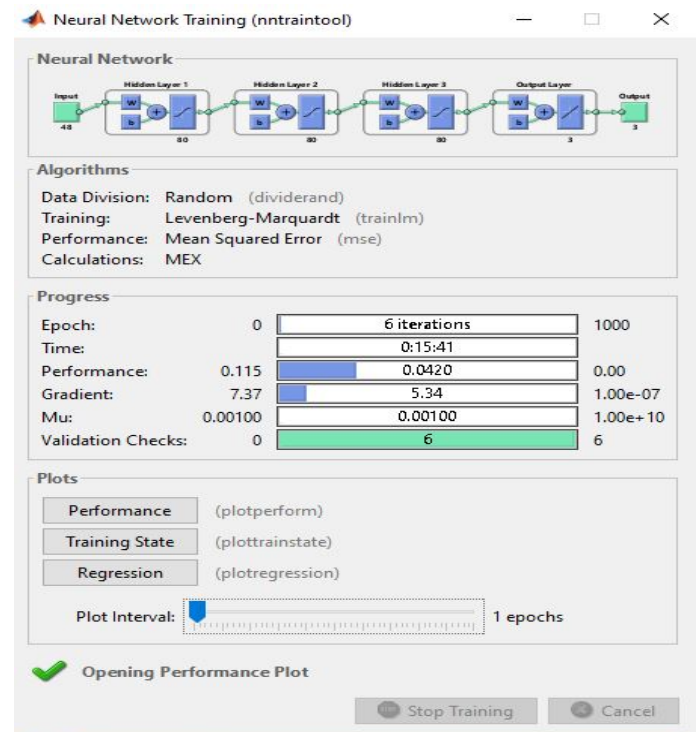 Neural Network Training (nntraintool)
Neural Network
Hidden Layer 1 Hidden Layer 2 Hidden Layer 3 Output Layer
Input Output
W W W W
b b b b
48 80 80 80 3 3
Algorithms
Data Division: Random (dividerand)
Training: Levenberg-Marquardt (trainlm)
Performance: Mean Squared Error (mse)
Calculations: MEX
Progress
Epoch: 0 6 iterations 1000
Time: 0:15:41
Performance: 0.115 0.0420 0.00
Gradient: 7.37 5.34 1.00e-07
Mu: 0.00100 0.00100 1.00e+10
Validation Checks: 0 6 6
Plots
Performance (plotperform)
Training State (plottrainstate)
Regression (plotregression)
Plot Interval: 1 epochs
Opening Performance Plot
Stop Training Cancel